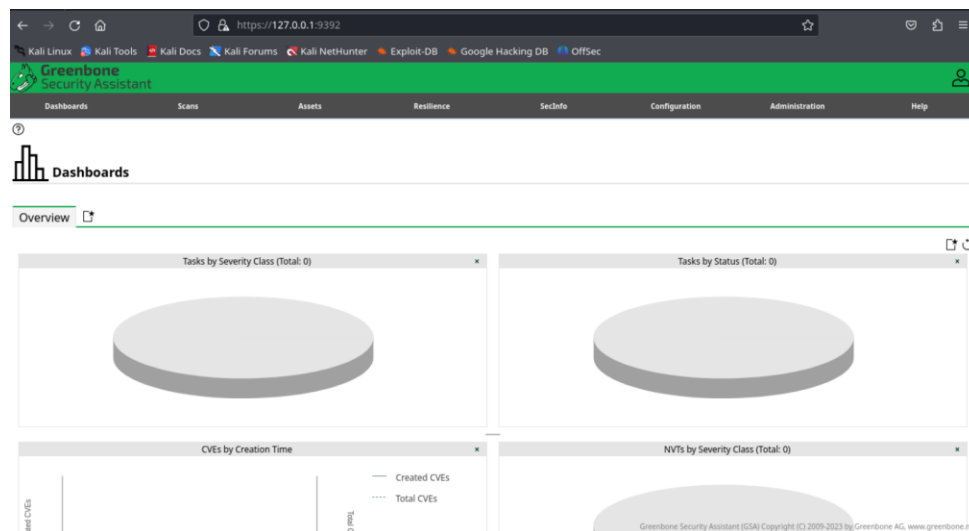 https://127.0.0.1:9392
Kali Linux Kali Tools Kali Docs Kali Forums Kali NetHunter Exploit-DB Google Hacking DB OffSec
Greenbone
Security Assistant
Dashboards Scans Assets Resilience SecInfo Configuration Administration Help
Dashboards
Overview
Tasks by Severity Class (Total: 0) Tasks by Status (Total: 0)
CVEs by Creation Time NVTs by Severity Class (Total: 0)
Created CVEs
Total CVEs
Greenbone Security Assistant (GSA) Copyright (C) 2009-2023 by Greenbone AG, www.greenbone.n